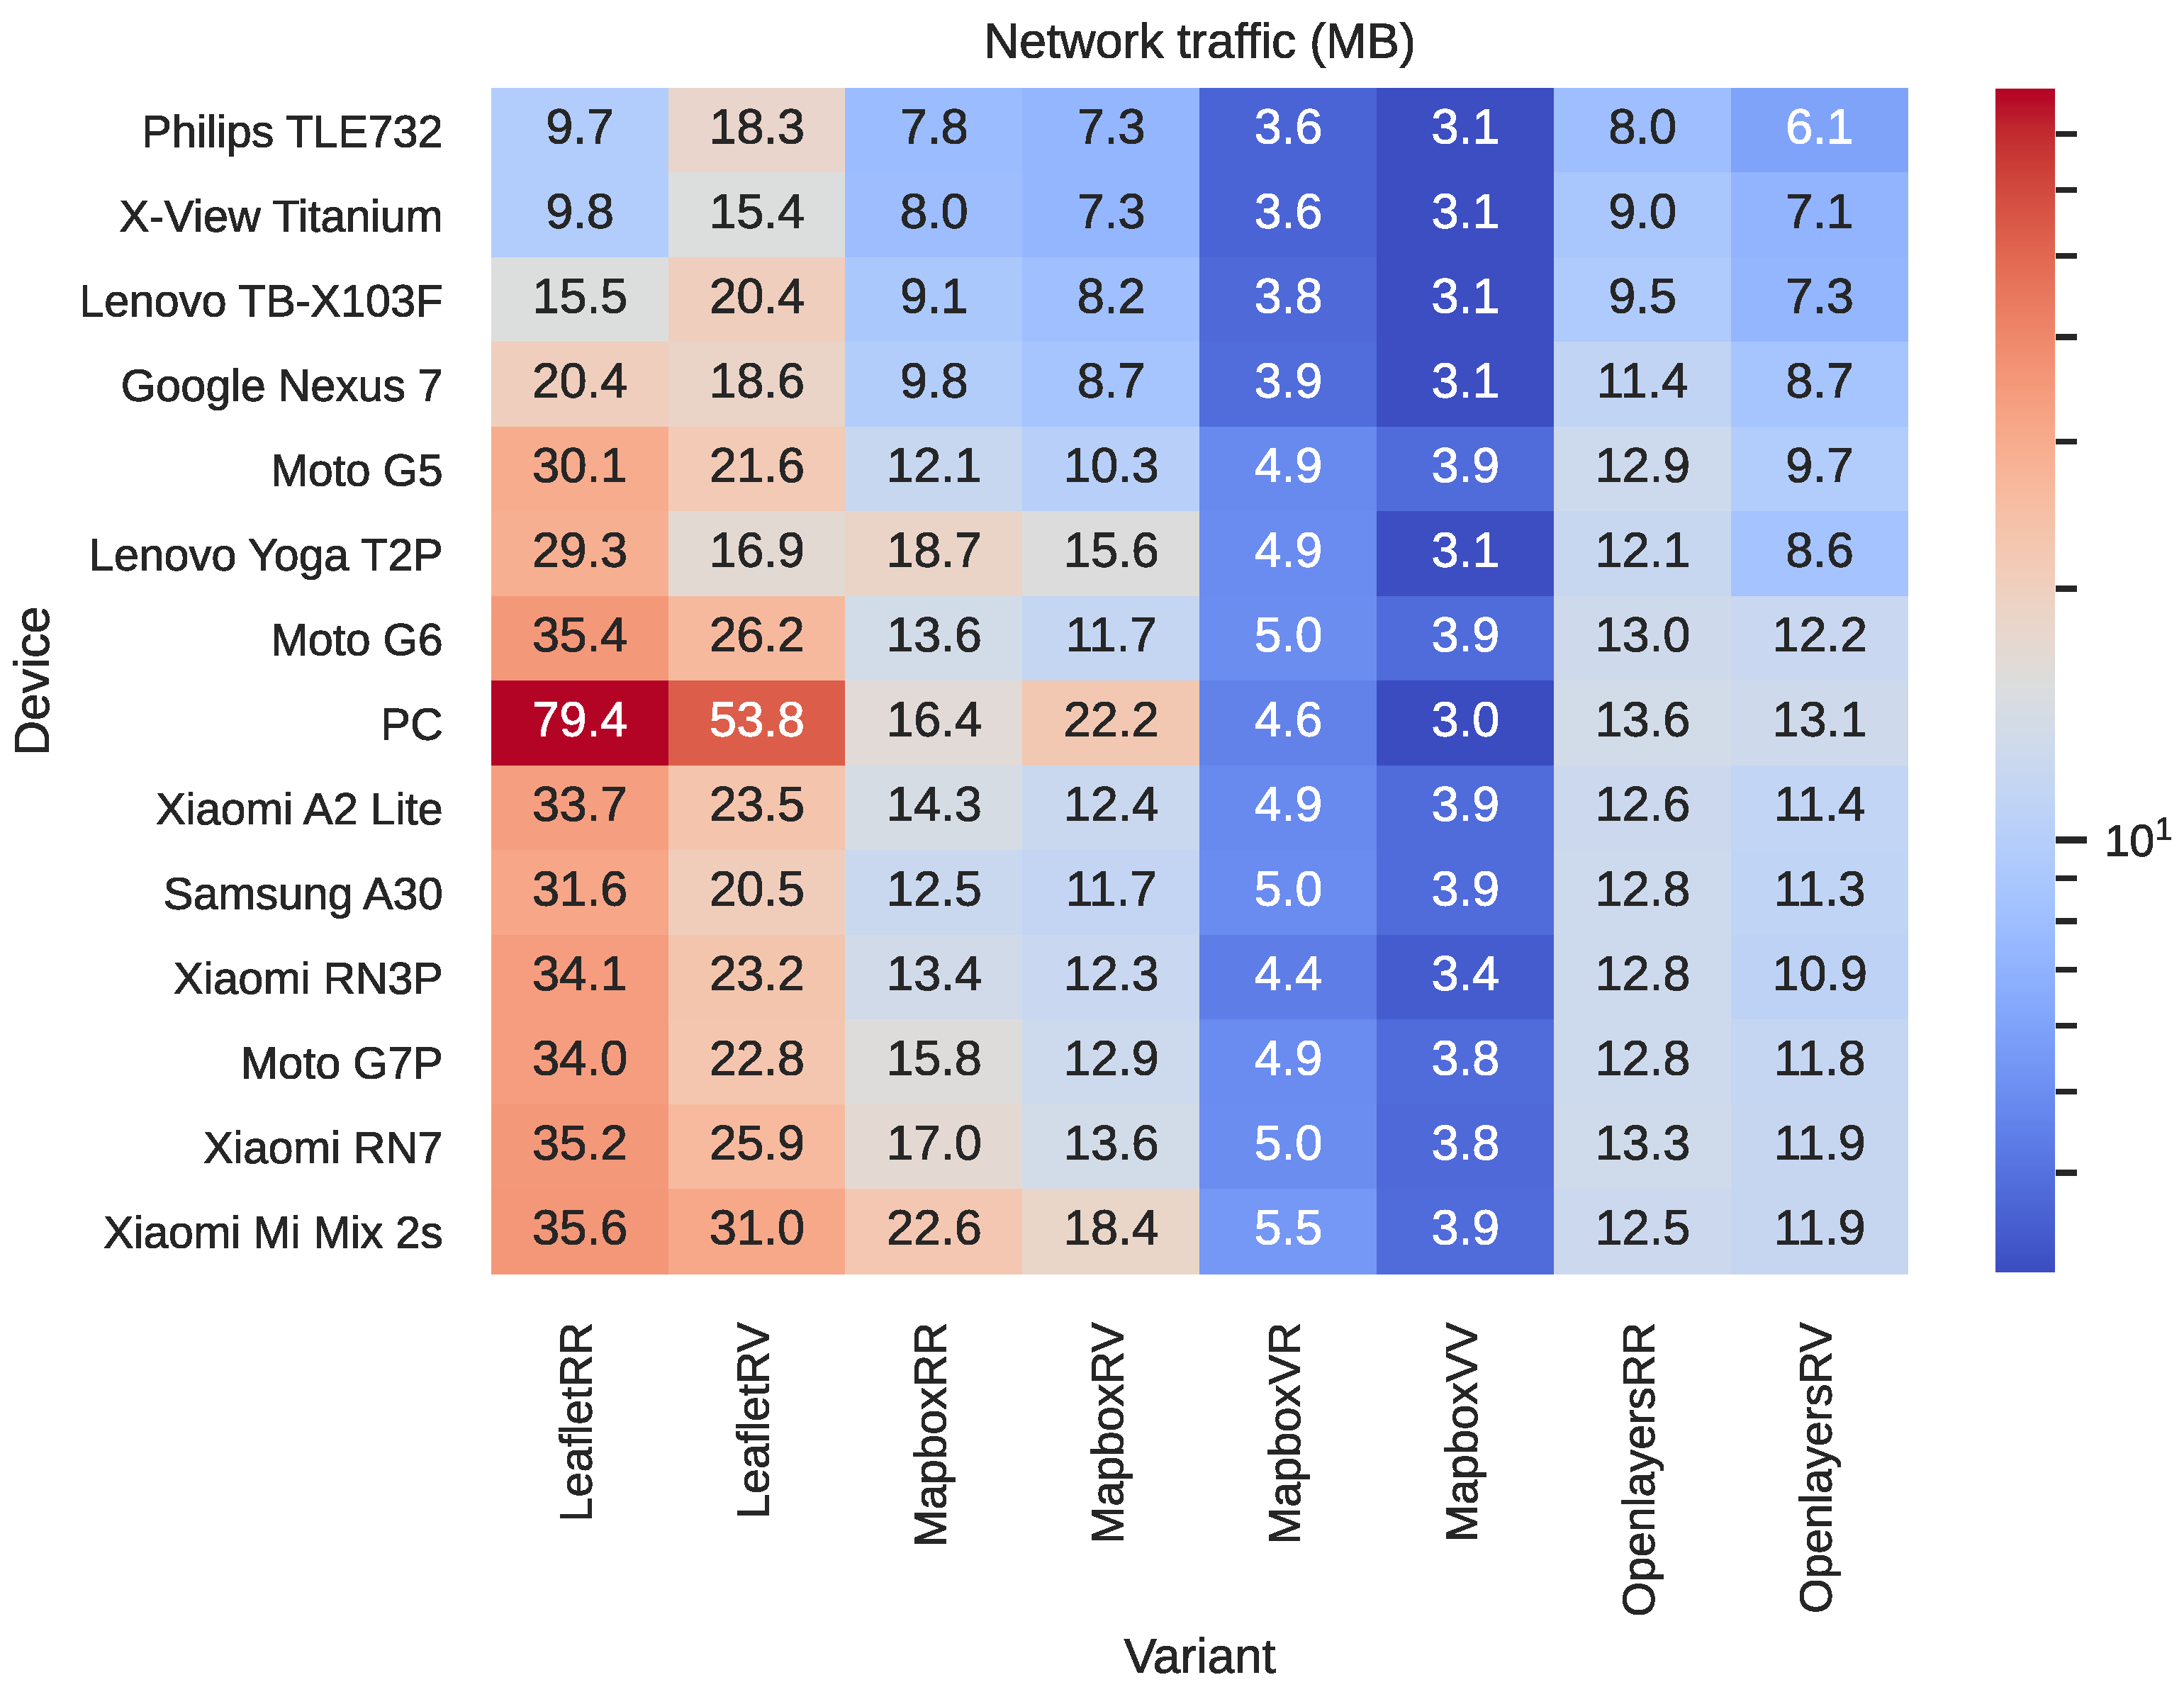 Network traffic (MB)
Philips TLE732 9.7 18.3 7.8 7.3 3.6 3.1 8.0 6.1
X-View Titanium 9.8 15.4 8.0 7.3 3.6 3.1 9.0 7.1
Lenovo TB-X103F 15.5 20.4 9.1 8.2 3.8 3.1 9.5 7.3
Google Nexus 7 20.4 18.6 9.8 8.7 3.9 3.1 11.4 8.7
Moto G5 30.1 21.6 12.1 10.3 4.9 3.9 12.9 9.7
Lenovo Yoga T2P 29.3 16.9 18.7 15.6 4.9 3.1 12.1 8.6
Moto G6 35.4 26.2 13.6 11.7 5.0 3.9 13.0 12.2
PC 79.4 53.8 16.4 22.2 4.6 3.0 13.6 13.1
Xiaomi A2 Lite 33.7 23.5 14.3 12.4 4.9 3.9 12.6 11.4
Samsung A30 31.6 20.5 12.5 11.7 5.0 3.9 12.8 11.3
Xiaomi RN3P 34.1 23.2 13.4 12.3 4.4 3.4 12.8 10.9
Moto G7P 34.0 22.8 15.8 12.9 4.9 3.8 12.8 11.8
Xiaomi RN7 35.2 25.9 17.0 13.6 5.0 3.8 13.3 11.9
Xiaomi Mi Mix 2s 35.6 31.0 22.6 18.4 5.5 3.9 12.5 11.9
Device
10¹
LeafletRR
LeafletRV
MapboxRR
MapboxRV
MapboxVR
MapboxVV
OpenlayersRR
OpenlayersRV
Variant